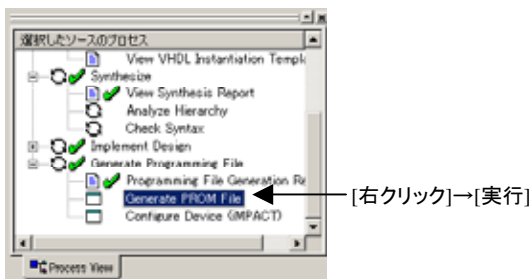 選択したソースのプロセス
View VHDL Instantiation Templ
Synthesize
View Synthesis Report
Analyze Hierarchy
Check Syntax
Implement Design
Generate Programming File
Programming File Generation Re
Generate PROM File
[右クリック]→[実行]
Configure Device (iMPACT)
Process View